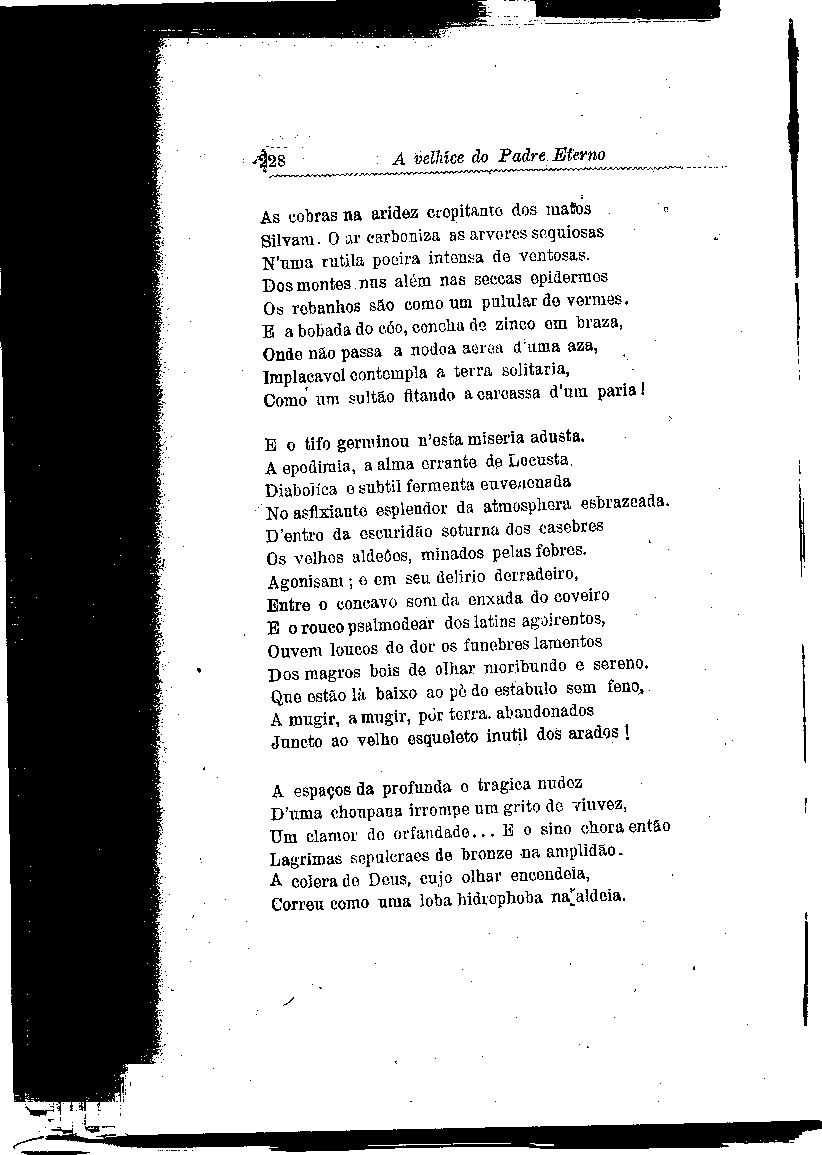 228 A velhice do Padre Eterno
As cobras na aridez crepitante dos matos
Silvam. O ar carboniza as arvores sequiosas
N'uma rutila poeira intensa de ventosas.
Dos montes nus além nas seccas epidermes
Os rebanhos são como um pulular de vermes.
E a bobada do céo, concha de zinco em braza,
Onde não passa a nodoa aerea d'uma aza,
Implacavel contempla a terra solitaria,
Como um sultão fitando a carcassa d'um paria!
E o tifo germinou n'esta miseria adusta.
A epedimia, a alma errante de Locusta,
Diabolica e subtil fermenta envenenada
No asfixiante esplendor da atmosphera esbrazeada.
D'entro da escuridão soturna dos casebres
Os velhos aldeões, minados pelas febres.
Agonisam; e em seu delirio derradeiro,
Entre o concavo som da enxada do coveiro
E o rouco psalmodear dos latins agoirentos,
Ouvem loucos de dor os funebres lamentos
Dos magros bois de olhar moribundo e sereno.
Que estão lá baixo ao pé do estabulo sem feno,
A mugir, a mugir, por terra. abandonados
Juncto ao velho esqueleto inutil dos arados!
A espaços da profunda e tragica nudez
D'uma choupana irrompe um grito de viuvez,
Um clamor de orfandade... E o sino chora então
Lagrimas sepulcraes de bronze na amplidão.
A colera de Deus, cujo olhar encendeia,
Correu como uma loba hidrophoba na aldeia.